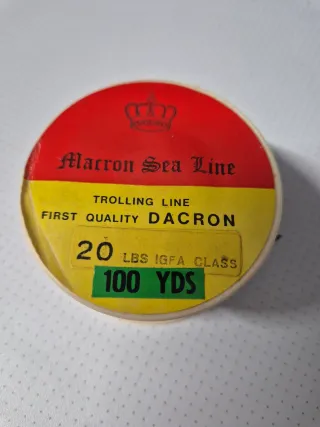 Macron Sea Line
TROLLING LINE
FIRST QUALITY DACRON
20 LBS IGFA CLASS
100 YDS